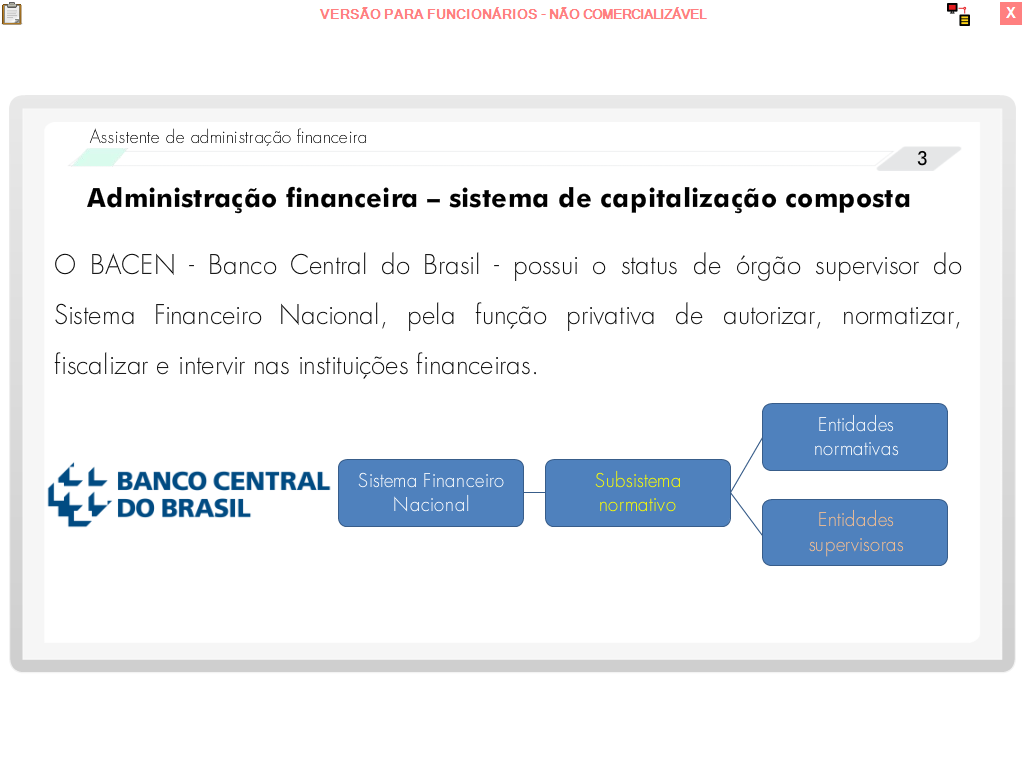 VERSÃO PARA FUNCIONÁRIOS - NÃO COMERCIALIZÁVEL
X
Assistente de administração financeira
3
Administração financeira – sistema de capitalização composta
O BACEN - Banco Central do Brasil - possui o status de órgão supervisor do
Sistema Financeiro Nacional, pela função privativa de autorizar, normatizar,
fiscalizar e intervir nas instituições financeiras.
BANCO CENTRAL
DO BRASIL
Sistema Financeiro
Nacional
Subsistema
normativo
Entidades
normativas
Entidades
supervisoras